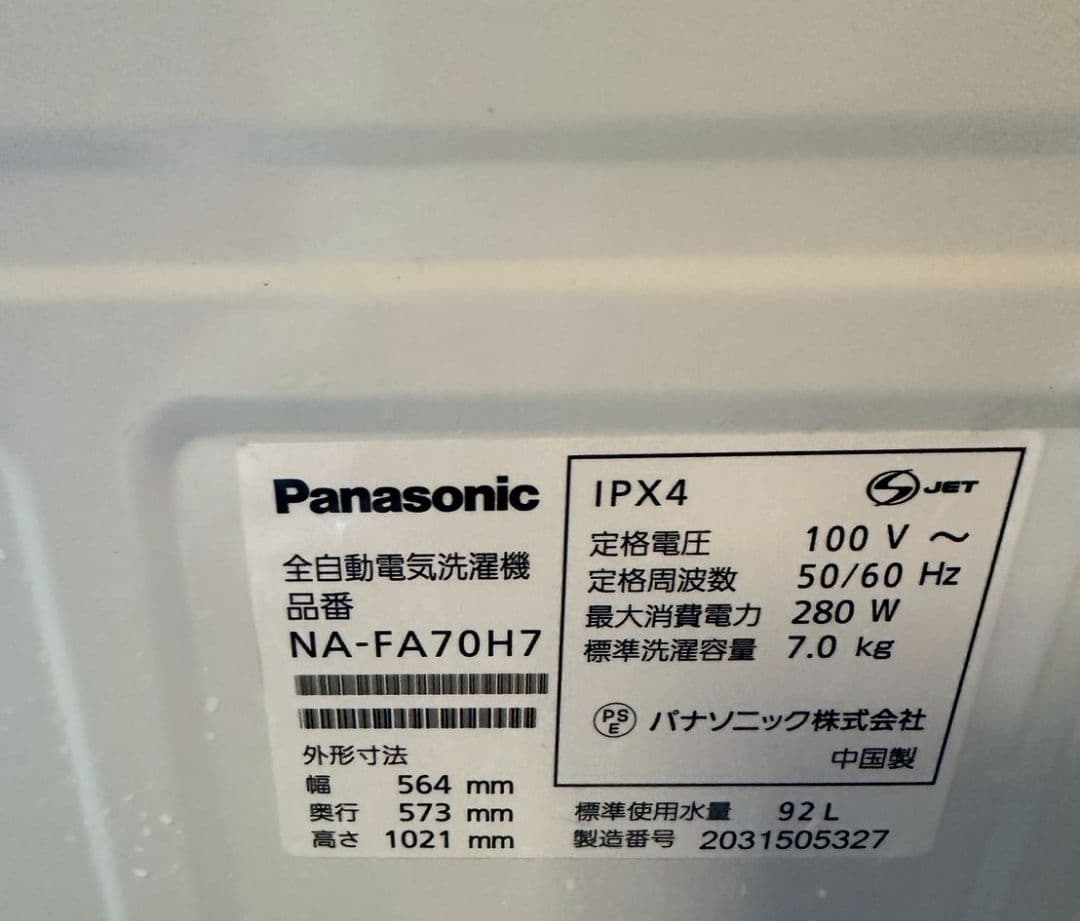 Panasonic
全自動電気洗濯機
品番
NA-FA70H7
外形寸法
幅 564 mm
奥行 573 mm
高さ 1021 mm
IPX4
S JET
定格電圧 100 V ～
定格周波数 50/60 Hz
最大消費電力 280 W
標準洗濯容量 7.0 kg
PSE パナソニック株式会社
中国製
標準使用水量 92 L
製造番号 2031505327